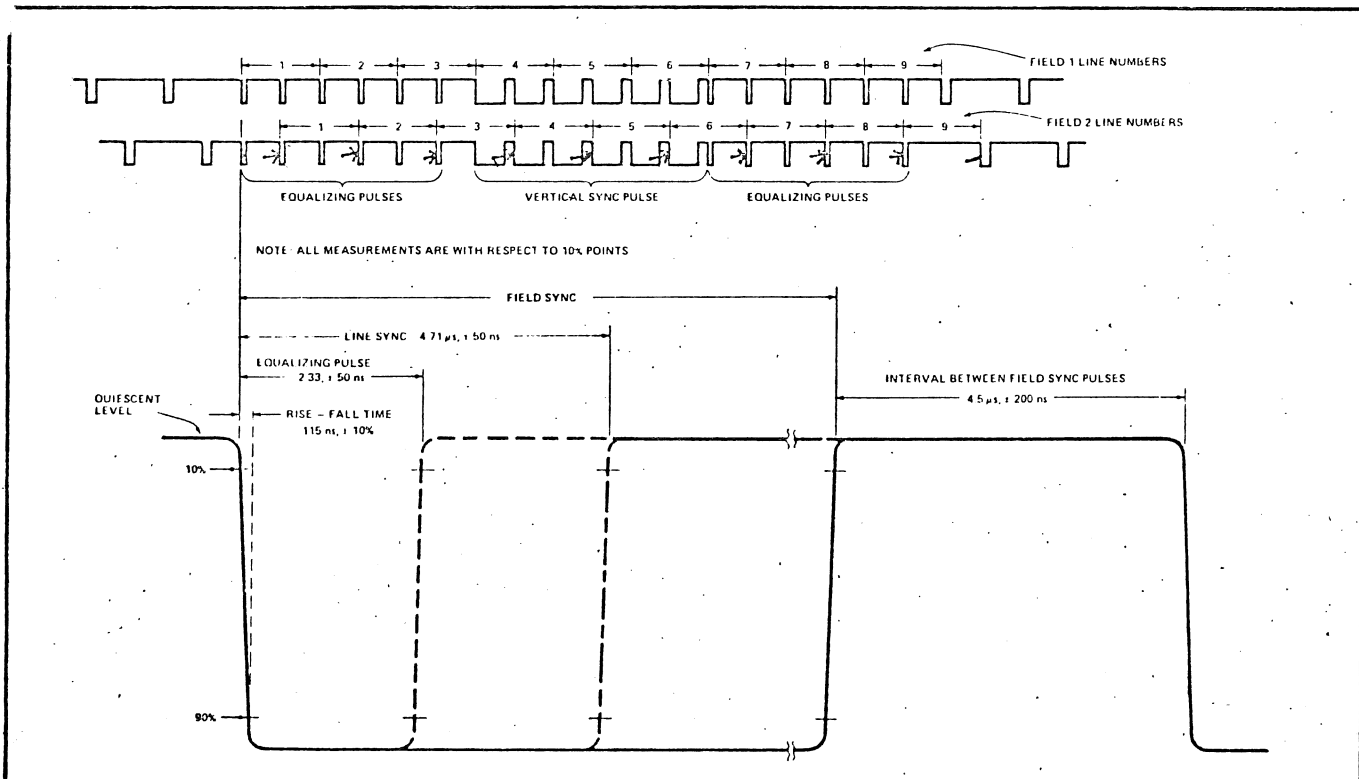 1 2 3 4 5 6 7 8 9
FIELD 1 LINE NUMBERS
1 2 3 4 5 6 7 8 9
FIELD 2 LINE NUMBERS
EQUALIZING PULSES VERTICAL SYNC PULSE EQUALIZING PULSES
NOTE· ALL MEASUREMENTS ARE WITH RESPECT TO 10% POINTS
FIELD SYNC
LINE SYNC 4.71 μs, ± 50 ns
EQUALIZING PULSE
2.33, ± 50 ns
INTERVAL BETWEEN FIELD SYNC PULSES
4.5 μs, ± 200 ns
QUIESCENT
LEVEL
RISE – FALL TIME
115 ns, ± 10%
10%
90%